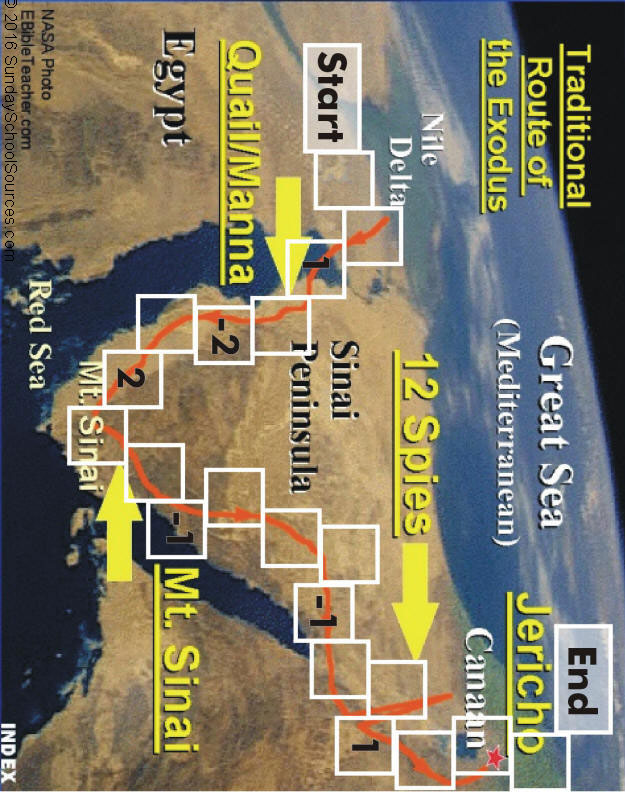 Traditional
Route of
the Exodus
Great Sea
(Mediterranean)
End
Jericho
Nile
Delta
12 Spies
Canaan
Start
Sinai
Peninsula
1
-1
1
Quail/Manna
-2
Egypt
-1
Mt. Sinai
2
Mt. Sinai
Red Sea
NASA Photo
EBibleTeacher.com
© 2016 SundaySchoolSources.com
INDEX